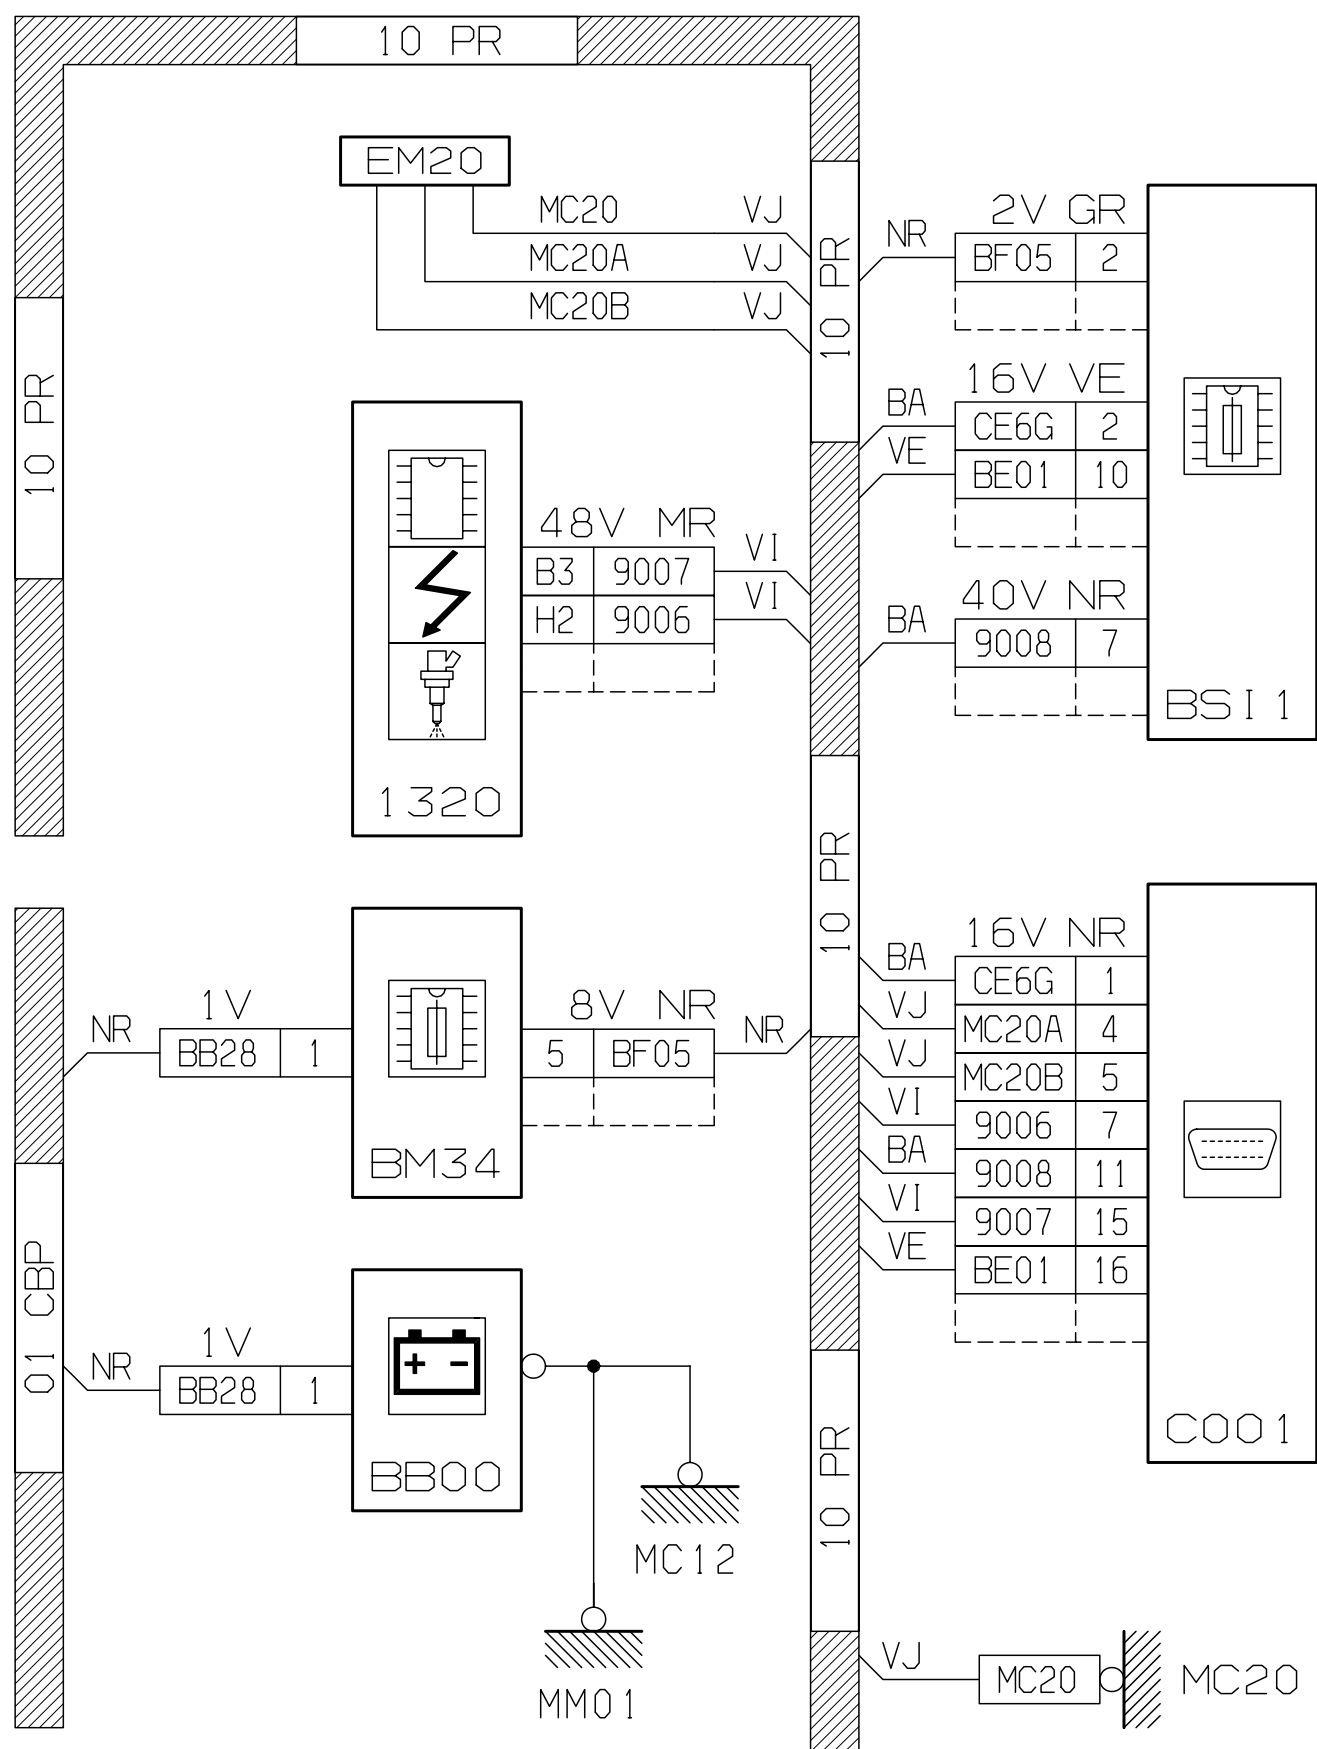 10 PR
EM20
MC20 VJ
MC20A VJ
MC20B VJ
10 PR
10 PR
NR
2V GR
BF05 2
16V VE
BA
CE6G 2
VE
BE01 10
40V NR
BA
9008 7
BSI1
48V MR
B3 9007 VI
H2 9006 VI
1320
10 PR
16V NR
BA
CE6G 1
VJ
MC20A 4
VJ
MC20B 5
VI
9006 7
BA
9008 11
VI
9007 15
VE
BE01 16
C001
1V
NR
BB28 1
8V NR
5 BF05
NR
BM34
01 CBP
1V
NR
BB28 1
+ -
BB00
10 PR
MC12
MM01
VJ
MC20
MC20